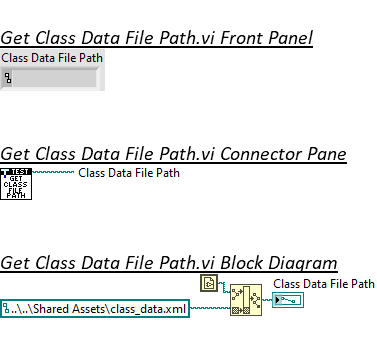 Get Class Data File Path.vi Front Panel
Class Data File Path
Get Class Data File Path.vi Connector Pane
TEST
GET
CLASS
FILE
PATH
Class Data File Path
Get Class Data File Path.vi Block Diagram
Class Data File Path
..\..\Shared Assets\class_data.xml